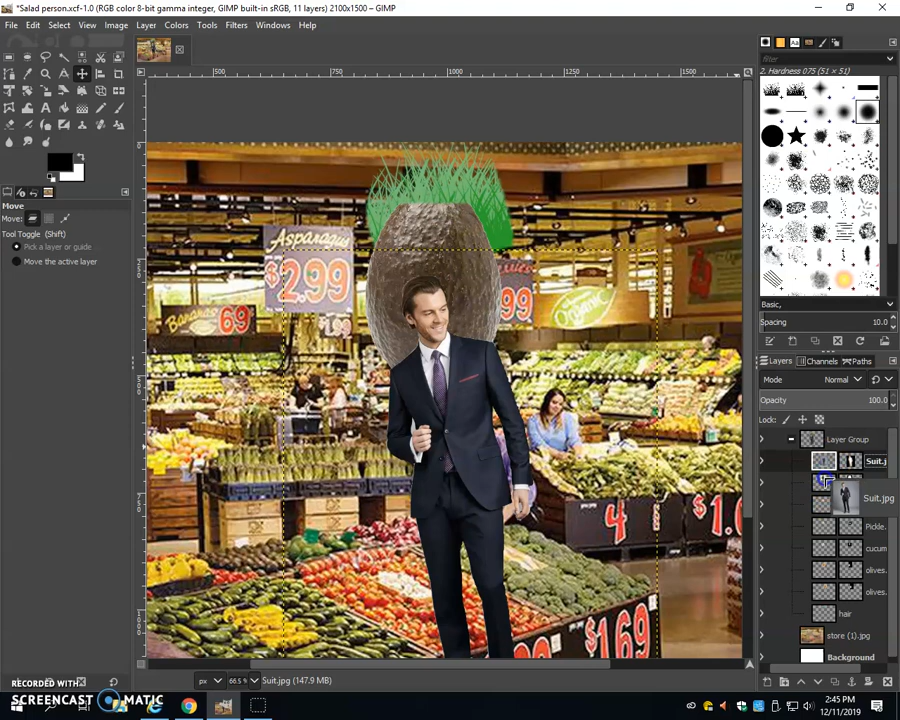 *Salad person.xcf-1.0 (RGB color 8-bit gamma integer, GIMP built-in sRGB, 11 layers) 2100x1500 – GIMP
File Edit Select View Image Layer Colors Tools Filters Windows Help
filter
2. Hardness 075 (51 × 51)
500 750 1000 1250 1500
Move
Move:
Tool Toggle (Shift)
Pick a layer or guide
Move the active layer
Asparagus
$2.99
$1.99
99
Bananas 69¢
ORGANIC
4
$1.0
$1.69
Basic,
Spacing 10.0
Layers Channels Paths
Mode Normal
Opacity 100.0
Lock:
Layer Group
Suit.j
Suit.jpg
Pickle.
cucum
olives.
olives.
hair
store (1).jpg
Background
px 66.5 % Suit.jpg (147.9 MB)
RECORDED WITH
SCREENCAST MATIC
2:45 PM
12/11/2019